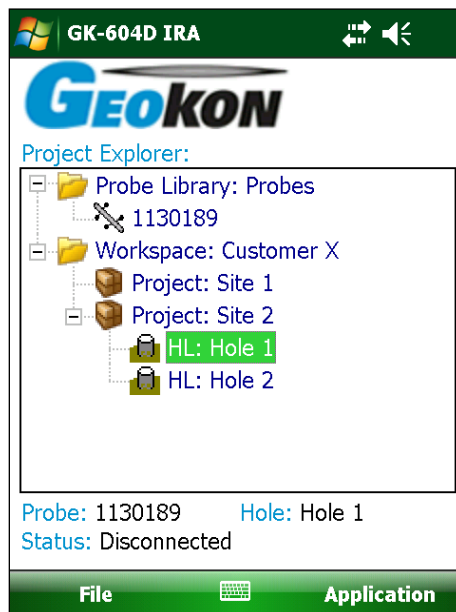 GK-604D IRA
GEOKON
Project Explorer:
Probe Library: Probes
1130189
Workspace: Customer X
Project: Site 1
Project: Site 2
HL: Hole 1
HL: Hole 2
Probe: 1130189 Hole: Hole 1
Status: Disconnected
File Application